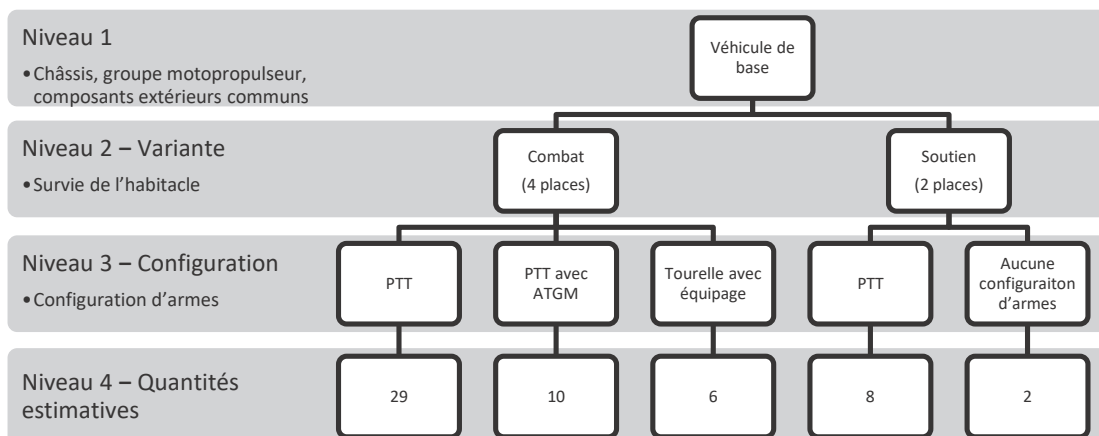 Niveau 1
•Châssis, groupe motopropulseur,
composants extérieurs communs
Véhicule de
base
Niveau 2 – Variante
•Survie de l'habitacle
Combat
(4 places)
Soutien
(2 places)
Niveau 3 – Configuration
•Configuration d'armes
PTT
PTT avec
ATGM
Tourelle avec
équipage
PTT
Aucune
configuraiton
d'armes
Niveau 4 – Quantités
estimatives
29
10
6
8
2